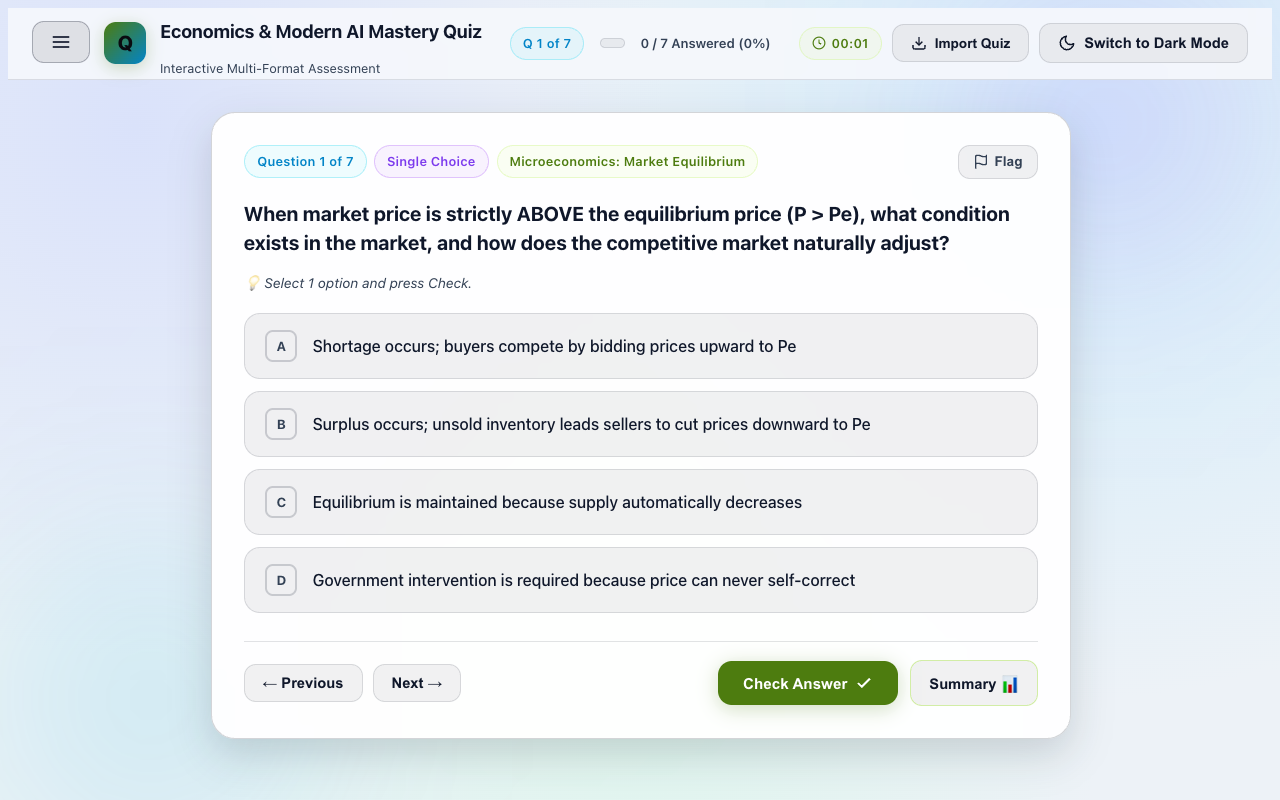 Q
Economics & Modern AI Mastery Quiz
Interactive Multi-Format Assessment
Q 1 of 7
0 / 7 Answered (0%)
00:01
Import Quiz
Switch to Dark Mode
Question 1 of 7
Single Choice
Microeconomics: Market Equilibrium
Flag
When market price is strictly ABOVE the equilibrium price (P > Pe), what condition
exists in the market, and how does the competitive market naturally adjust?
💡 Select 1 option and press Check.
A Shortage occurs; buyers compete by bidding prices upward to Pe
B Surplus occurs; unsold inventory leads sellers to cut prices downward to Pe
C Equilibrium is maintained because supply automatically decreases
D Government intervention is required because price can never self-correct
← Previous
Next →
Check Answer ✓
Summary 📊